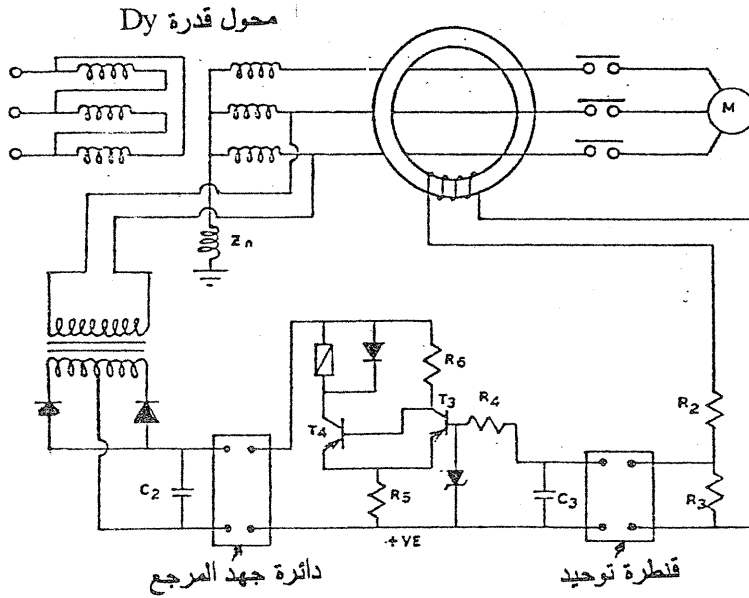 محول قدرة Dy
M
Zn
R6
T3
R4
T4
R2
C2
R5
C3
R3
+VE
دائرة جهد المرجع
قنطرة توحيد